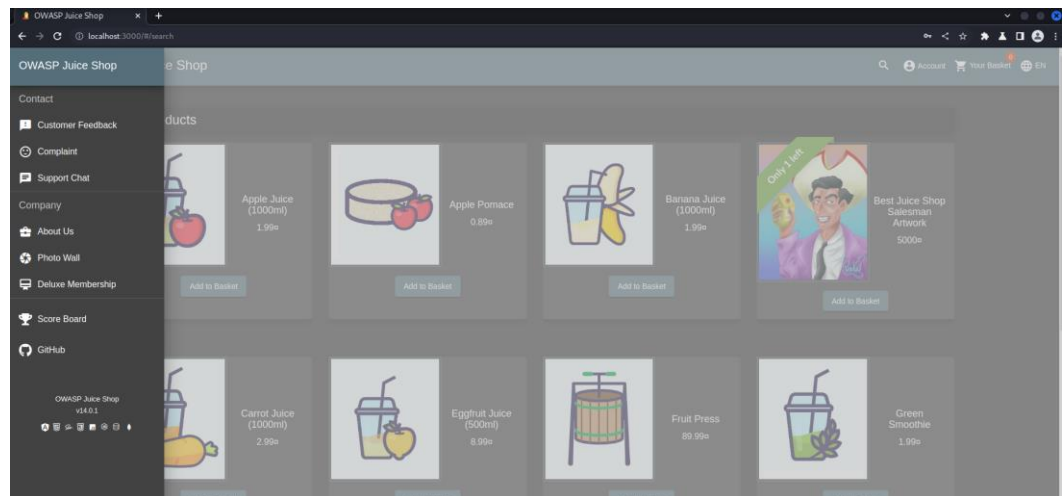 OWASP Juice Shop
localhost:3000/#/search
OWASP Juice Shop
e Shop
Account
Your Basket
0
EN
Contact
Customer Feedback
Complaint
Support Chat
Company
About Us
Photo Wall
Deluxe Membership
Score Board
GitHub
OWASP Juice Shop
v14.0.1
ducts
Apple Juice
(1000ml)
1.99¤
Add to Basket
Apple Pomace
0.89¤
Add to Basket
Banana Juice
(1000ml)
1.99¤
Add to Basket
Only 1 left
Best Juice Shop
Salesman
Artwork
5000¤
Add to Basket
Carrot Juice
(1000ml)
2.99¤
Eggfruit Juice
(500ml)
8.99¤
Fruit Press
89.99¤
Green
Smoothie
1.99¤